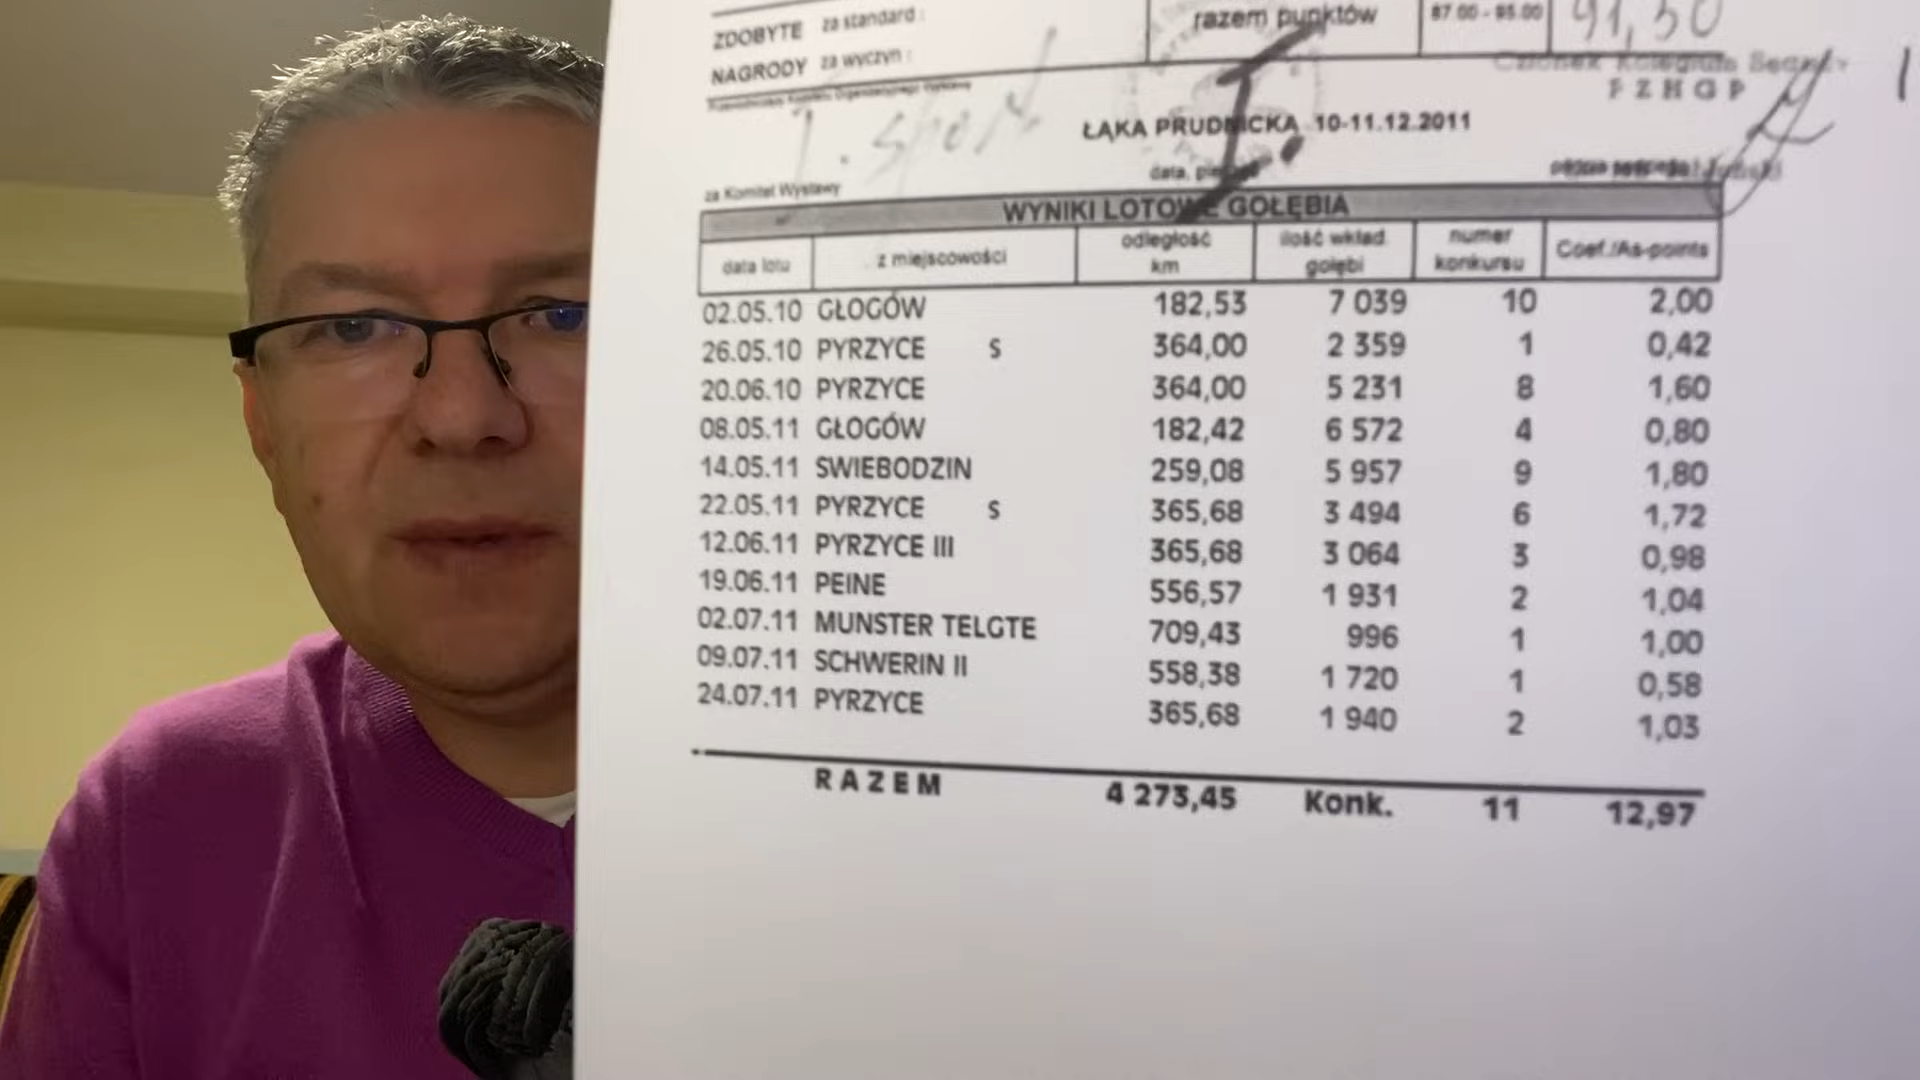 ZDOBYTE za standard :
NAGRODY za wyczyn :
razem punktów 87.00 - 95.00 91,50
Członek Kolegium Sędziów
PZHGP
I.
ŁĄKA PRUDNICKA 10-11.12.2011
za Komitet Wystawy
WYNIKI LOTOWE GOŁĘBIA
data lotu z miejscowości odległość km ilość wkład. gołębi numer konkursu Coef./As-points
02.05.10 GŁOGÓW 182,53 7 039 10 2,00
26.05.10 PYRZYCE S 364,00 2 359 1 0,42
20.06.10 PYRZYCE 364,00 5 231 8 1,60
08.05.11 GŁOGÓW 182,42 6 572 4 0,80
14.05.11 SWIEBODZIN 259,08 5 957 9 1,80
22.05.11 PYRZYCE S 365,68 3 494 6 1,72
12.06.11 PYRZYCE III 365,68 3 064 3 0,98
19.06.11 PEINE 556,57 1 931 2 1,04
02.07.11 MUNSTER TELGTE 709,43 996 1 1,00
09.07.11 SCHWERIN II 558,38 1 720 1 0,58
24.07.11 PYRZYCE 365,68 1 940 2 1,03
RAZEM 4 273,45 Konk. 11 12,97